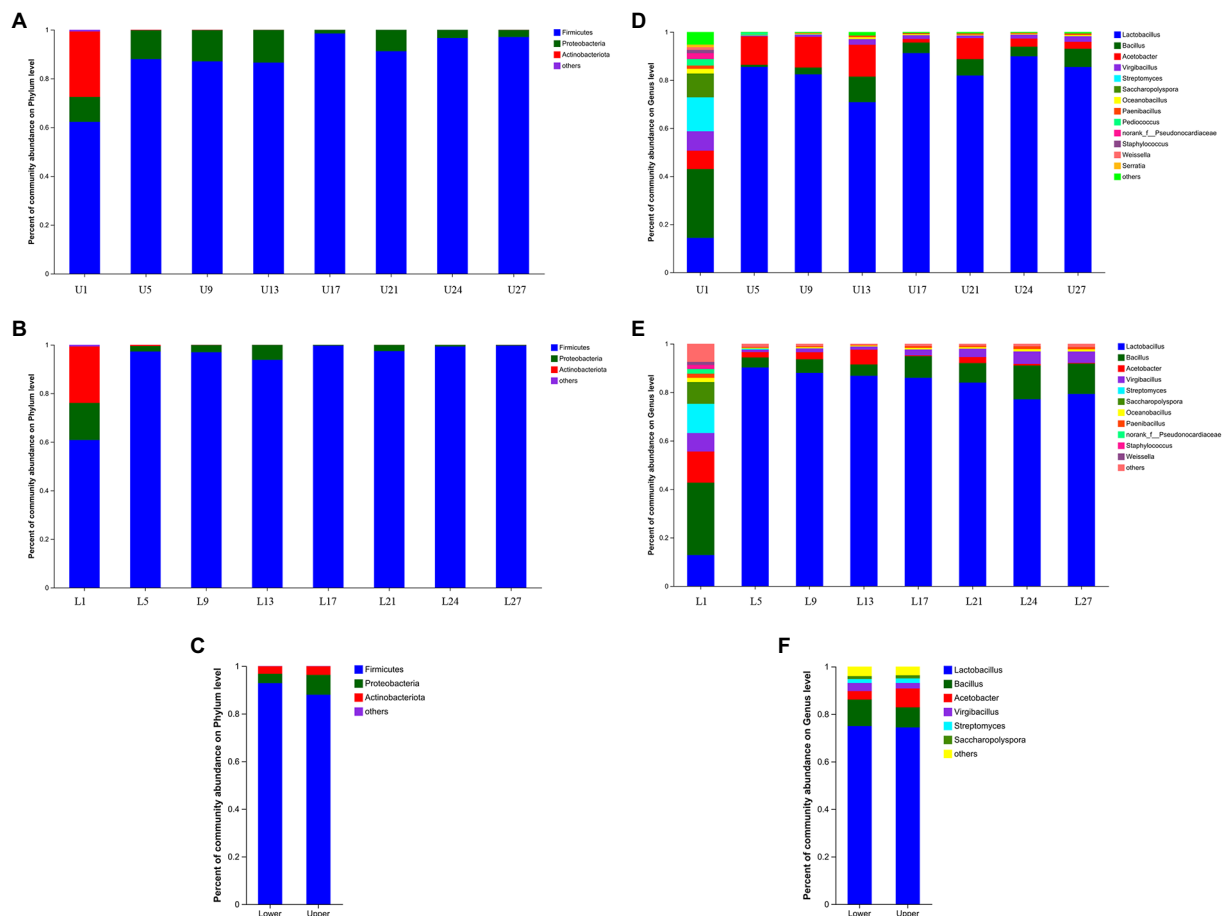 A
Percent of community abundance on Phylum level
1
0.8
0.6
0.4
0.2
0
U1 U5 U9 U13 U17 U21 U24 U27
Firmicutes
Proteobacteria
Actinobacteriota
others
D
Percent of community abundance on Genus level
1
0.8
0.6
0.4
0.2
0
U1 U5 U9 U13 U17 U21 U24 U27
Lactobacillus
Bacillus
Acetobacter
Virgibacillus
Streptomyces
Saccharopolyspora
Oceanobacillus
Paenibacillus
Pediococcus
norank_f__Pseudonocardiaceae
Staphylococcus
Weissella
Serratia
others
B
Percent of community abundance on Phylum level
1
0.8
0.6
0.4
0.2
0
L1 L5 L9 L13 L17 L21 L24 L27
Firmicutes
Proteobacteria
Actinobacteriota
others
E
Percent of community abundance on Genus level
1
0.8
0.6
0.4
0.2
0
L1 L5 L9 L13 L17 L21 L24 L27
Lactobacillus
Bacillus
Acetobacter
Virgibacillus
Streptomyces
Saccharopolyspora
Oceanobacillus
Paenibacillus
norank_f__Pseudonocardiaceae
Staphylococcus
Weissella
others
C
Percent of community abundance on Phylum level
1
0.8
0.6
0.4
0.2
0
Lower Upper
Firmicutes
Proteobacteria
Actinobacteriota
others
F
Percent of community abundance on Genus level
1
0.8
0.6
0.4
0.2
0
Lower Upper
Lactobacillus
Bacillus
Acetobacter
Virgibacillus
Streptomyces
Saccharopolyspora
others